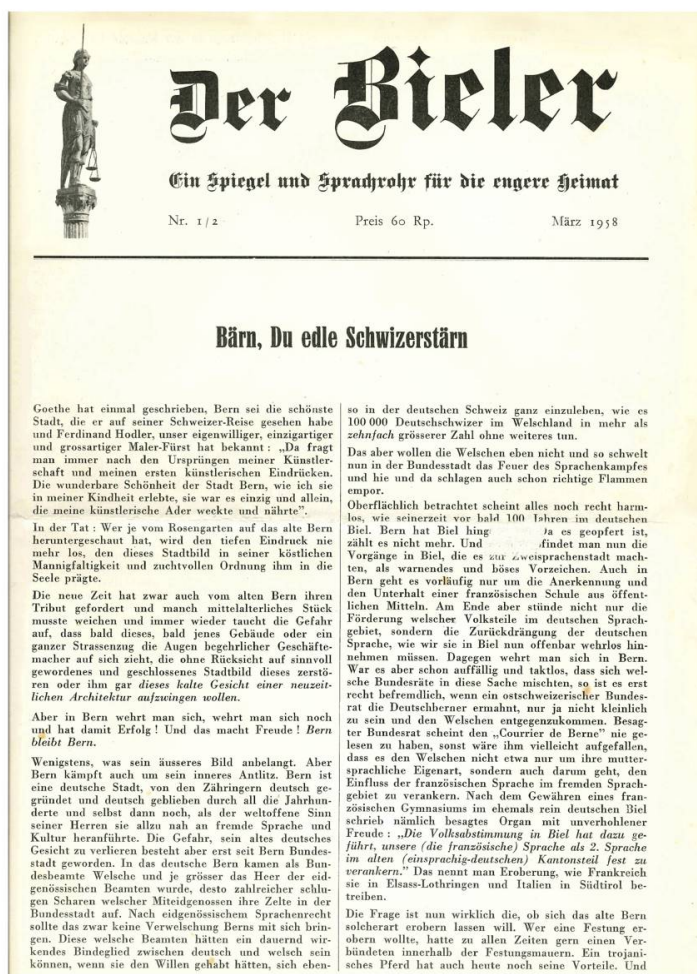 Der Bieler
Ein Spiegel und Sprachrohr für die engere Heimat
Nr. 1/2 Preis 60 Rp. März 1958
Bärn, Du edle Schwizerstärn
Goethe hat einmal geschrieben, Bern sei die schönste
Stadt, die er auf seiner Schweizer-Reise gesehen habe
und Ferdinand Hodler, unser eigenwilliger, einzigartiger
und grossartiger Maler-Fürst hat bekannt : „Da fragt
man immer nach den Ursprüngen meiner Künstler-
schaft und meinen ersten künstlerischen Eindrücken.
Die wunderbare Schönheit der Stadt Bern, wie ich sie
in meiner Kindheit erlebte, sie war es einzig und allein,
die meine künstlerische Ader weckte und nährte”.
In der Tat : Wer je vom Rosengarten auf das alte Bern
heruntergeschaut hat, wird den tiefen Eindruck nie
mehr los, den dieses Stadtbild in seiner köstlichen
Mannigfaltigkeit und zuchtvollen Ordnung ihm in die
Seele prägte.
Die neue Zeit hat zwar auch vom alten Bern ihren
Tribut gefordert und manch mittelalterliches Stück
musste weichen und immer wieder taucht die Gefahr
auf, dass bald dieses, bald jenes Gebäude oder ein
ganzer Strassenzug die Augen begehrlicher Geschäfte-
macher auf sich zieht, die ohne Rücksicht auf sinnvoll
gewordenes und geschlossenes Stadtbild dieses zerstö-
ren oder ihm gar dieses kalte Gesicht einer neuzeit-
lichen Architektur aufzwingen wollen.
Aber in Bern wehrt man sich, wehrt man sich noch
und hat damit Erfolg ! Und das macht Freude ! Bern
bleibt Bern.
Wenigstens, was sein äusseres Bild anbelangt. Aber
Bern kämpft auch um sein inneres Antlitz. Bern ist
eine deutsche Stadt, von den Zähringern deutsch ge-
gründet und deutsch geblieben durch all die Jahrhun-
derte und selbst dann noch, als der weltoffene Sinn
seiner Herren sie allzu nah an fremde Sprache und
Kultur heranführte. Die Gefahr, sein altes deutsches
Gesicht zu verlieren besteht aber erst seit Bern Bundes-
stadt geworden. In das deutsche Bern kamen als Bun-
desbeamte Welsche und je grösser das Heer der eid-
genössischen Beamten wurde, desto zahlreicher schlu-
gen Scharen welscher Miteidgenossen ihre Zelte in der
Bundesstadt auf. Nach eidgenössischem Sprachenrecht
sollte das zwar keine Verwelschung Berns mit sich brin-
gen. Diese welsche Beamten hätten ein dauernd wir-
kendes Bindeglied zwischen deutsch und welsch sein
können, wenn sie den Willen gehabt hätten, sich eben-
so in der deutschen Schweiz ganz einzuleben, wie es
100 000 Deutschschwizer im Welschland in mehr als
zehnfach grösserer Zahl ohne weiteres tun.
Das aber wollen die Welschen eben nicht und so schwelt
nun in der Bundesstadt das Feuer des Sprachenkampfes
und hie und da schlagen auch schon richtige Flammen
empor.
Oberflächlich betrachtet scheint alles noch recht harm-
los, wie seinerzeit vor bald 100 Jahren im deutschen
Biel. Bern hat Biel es geopfert ist,
zählt es nicht mehr. Und man nun die
Vorgänge in Biel, die es zur Zweisprachenstadt mach-
ten, als warnendes und böses Vorzeichen. Auch in
Bern geht es vorläufig nur um die Anerkennung und
den Unterhalt einer französischen Schule aus öffent-
lichen Mitteln. Am Ende aber stünde nicht nur die
Förderung welscher Volksteile im deutschen Sprach-
gebiet, sondern die Zurückdrängung der deutschen
Sprache, wie wir sie in Biel nun offenbar wehrlos hin-
nehmen müssen. Dagegen wehrt man sich in Bern.
War es aber schon auffällig und taktlos, dass sich wel-
sche Bundesräte in diese Sache mischten, so ist es erst
recht befremdlich, wenn ein ostschweizerischer Bundes-
rat die Deutschberner ermahnt, nur ja nicht kleinlich
zu sein und den Welschen entgegenzukommen. Besag-
ter Bundesrat scheint den „Courrier de Berne” nie ge-
lesen zu haben, sonst wäre ihm vielleicht aufgefallen,
dass es den Welschen nicht etwa nur um ihre mutter-
sprachliche Eigenart, sondern auch darum geht, den
Einfluss der französischen Sprache im fremden Sprach-
gebiet zu verankern. Nach dem Gewähren eines fran-
zösischen Gymnasiums im ehemals rein deutschen Biel
schrieb nämlich besagtes Organ mit unverhohlener
Freude : „Die Volksabstimmung in Biel hat dazu ge-
führt, unsere (die französische) Sprache als 2. Sprache
im alten (einsprachig-deutschen) Kantonsteil fest zu
verankern.” Das nennt man Eroberung, wie Frankreich
sie in Elsass-Lothringen und Italien in Südtirol be-
treiben.
Die Frage ist nun wirklich die, ob sich das alte Bern
solcherart erobern lassen will. Wer eine Festung er-
obern wollte, hatte zu allen Zeiten gern einen Ver-
bündeten innerhalb der Festungsmauern. Ein trojani-
sches Pferd hat auch heute noch seine Vorteile. Und